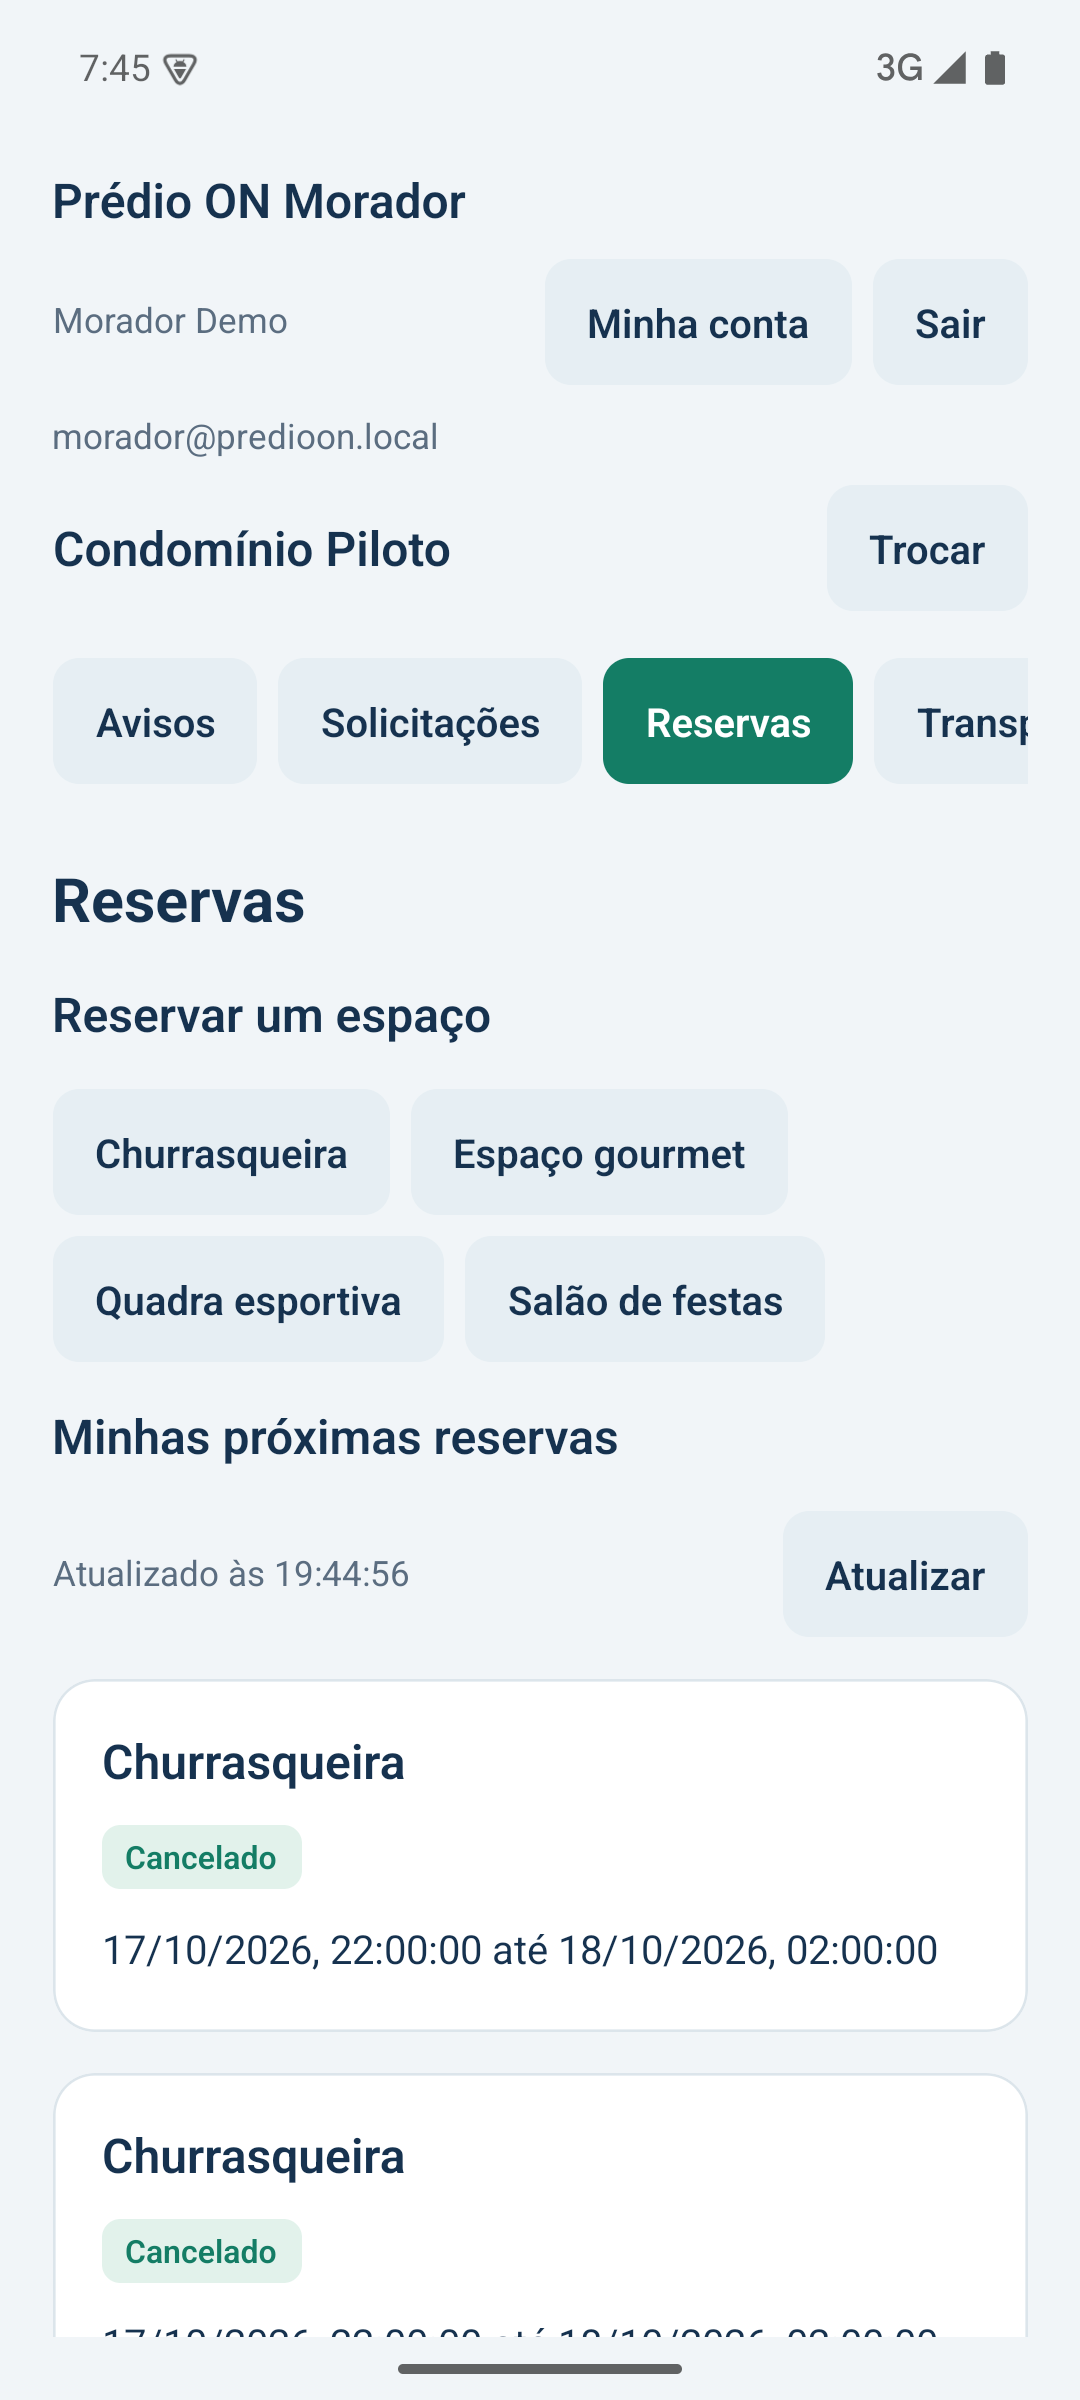 7:45
3G
Prédio ON Morador
Morador Demo
Minha conta
Sair
morador@predioon.local
Condomínio Piloto
Trocar
Avisos
Solicitações
Reservas
Transp
Reservas
Reservar um espaço
Churrasqueira
Espaço gourmet
Quadra esportiva
Salão de festas
Minhas próximas reservas
Atualizado às 19:44:56
Atualizar
Churrasqueira
Cancelado
17/10/2026, 22:00:00 até 18/10/2026, 02:00:00
Churrasqueira
Cancelado